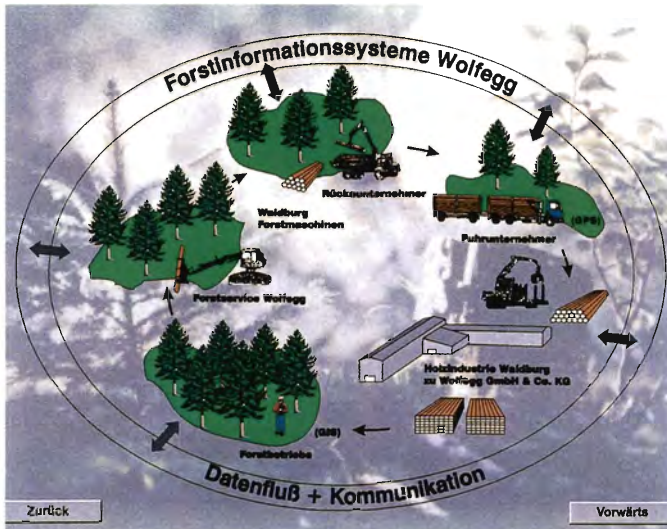 Forstinformationssysteme Wolfegg
Rückunternehmer
Waldburg
Forstmaschinen
(GPS)
Fuhrunternehmer
Forstservice Wolfegg
Holzindustrie Waldburg
zu Wolfegg GmbH & Co. KG
(GIS)
Forstbetriebe
Datenfluß + Kommunikation
Zurück
Vorwärts